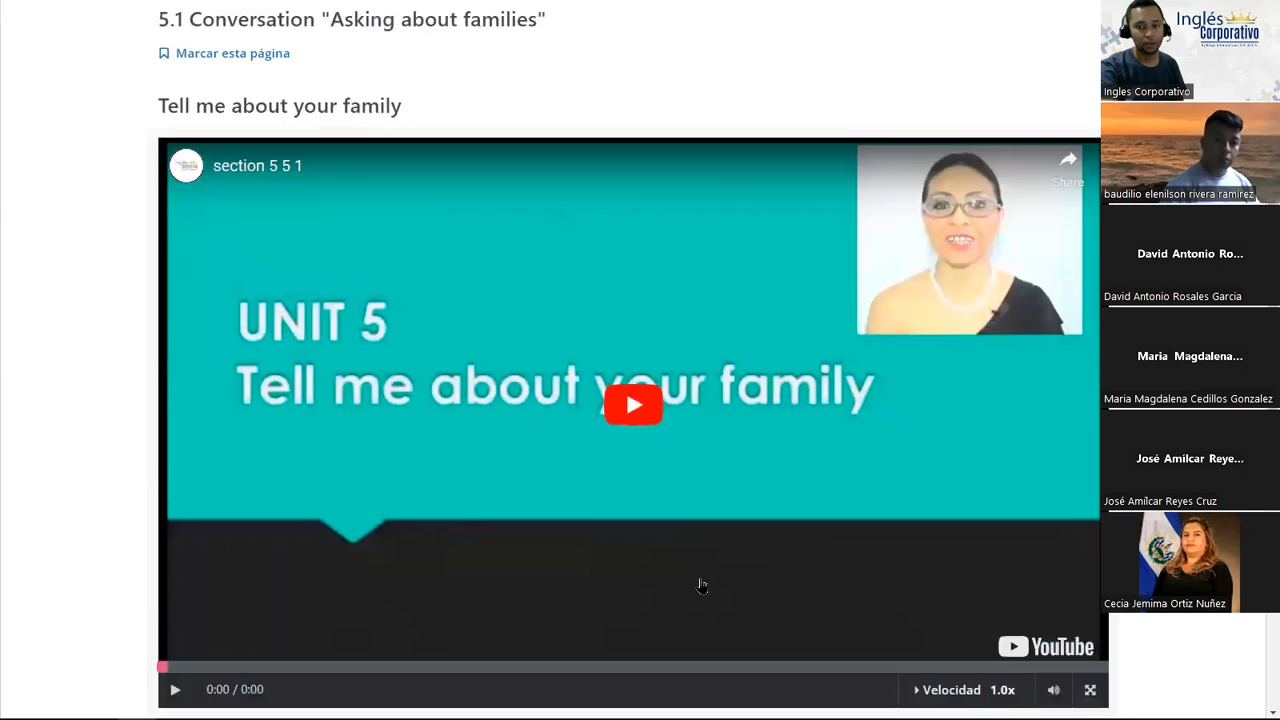 5.1 Conversation "Asking about families"
Marcar esta página
Tell me about your family
section 5 5 1
Share
UNIT 5
Tell me about your family
YouTube
0:00 / 0:00
Velocidad 1.0x
Inglés
Corporativo
Ingles Corporativo
baudilio elenilson rivera ramirez
David Antonio Ro...
David Antonio Rosales Garcia
Maria Magdalena...
Maria Magdalena Cedillos Gonzalez
José Amílcar Reye...
José Amílcar Reyes Cruz
Cecia Jemima Ortiz Nuñez